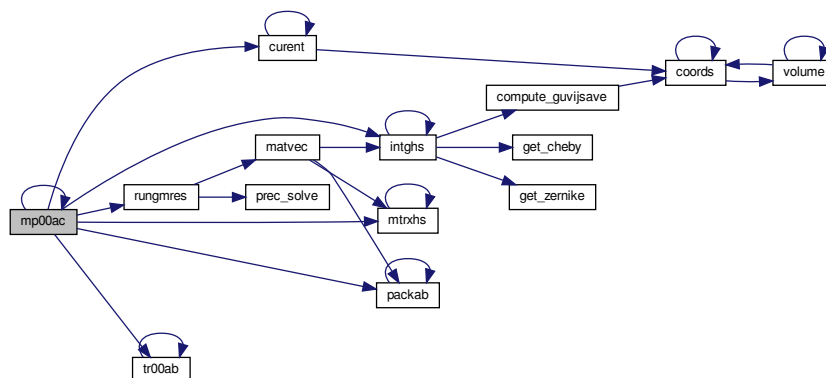 curent
coords
volume
compute_guvijsave
matvec
intghs
get_cheby
rungmres
prec_solve
get_zernike
mp00ac
mtrxhs
packab
tr00ab